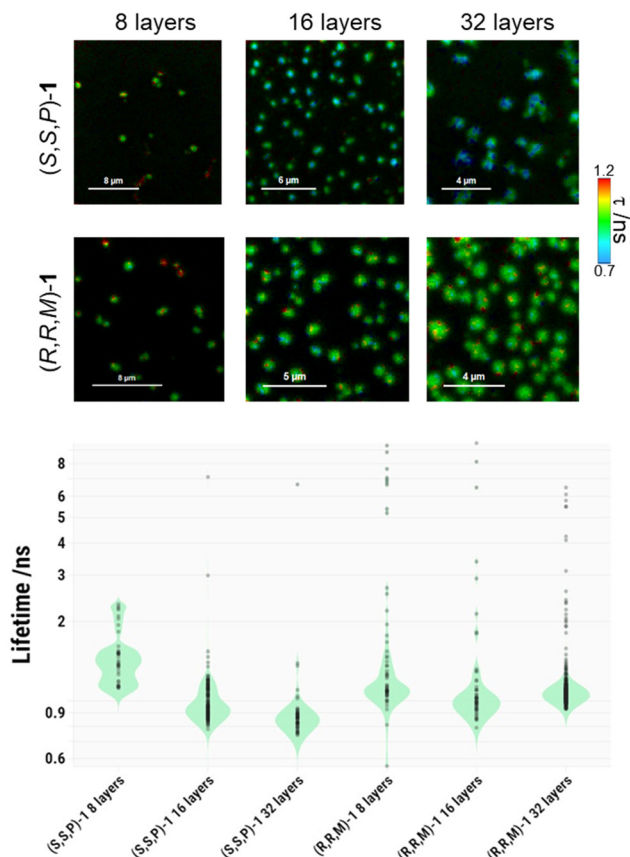 8 layers 16 layers 32 layers
(S,S,P)-1
8 μm 6 μm 4 μm
1.2
τ /ns
0.7
(R,R,M)-1
8 μm 5 μm 4 μm
Lifetime /ns
8
6
5
4
3
2
0.9
0.6
(S,S,P)-1 8 layers
(S,S,P)-1 16 layers
(S,S,P)-1 32 layers
(R,R,M)-1 8 layers
(R,R,M)-1 16 layers
(R,R,M)-1 32 layers